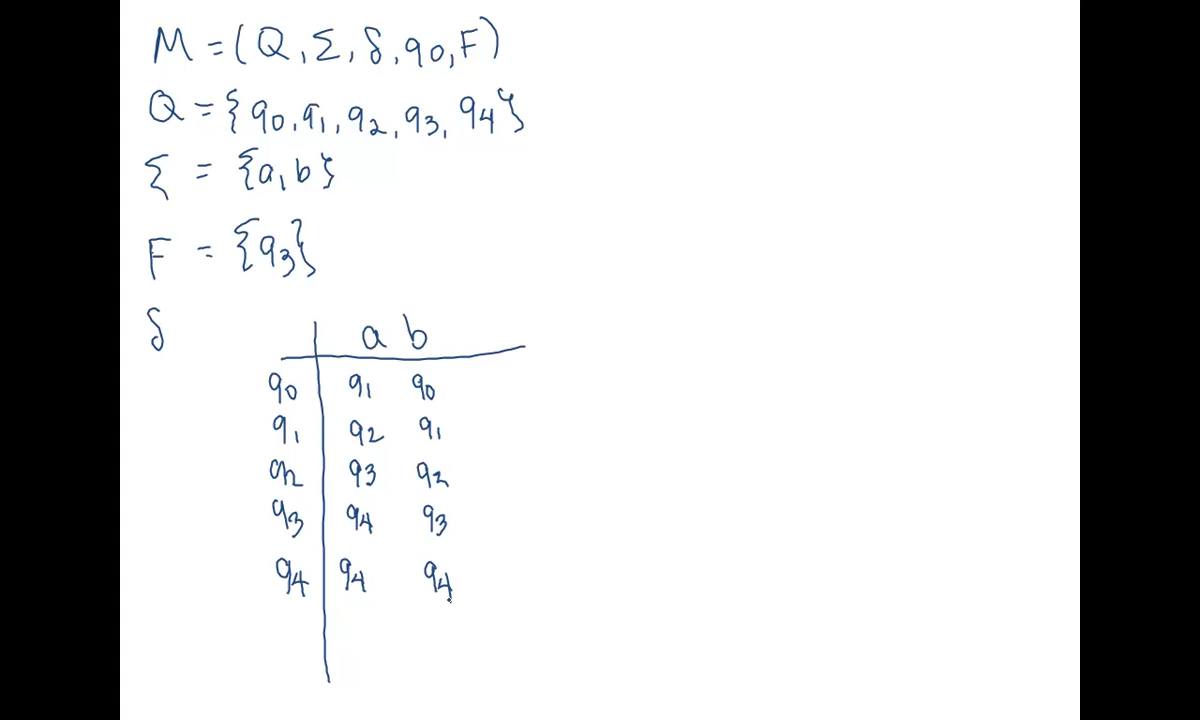 M = (Q, Σ, δ, q0, F)
Q = {q0, q1, q2, q3, q4}
Σ = {a, b}
F = {q3}
δ
a b
q0 q1 q0
q1 q2 q1
q2 q3 q2
q3 q4 q3
q4 q4 q4